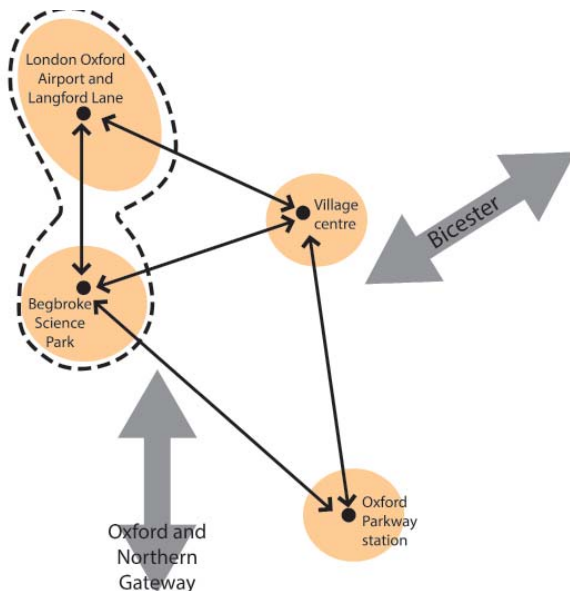 London Oxford
Airport and
Langford Lane
Village
centre
Bicester
Begbroke
Science
Park
Oxford
Parkway
station
Oxford and
Northern
Gateway